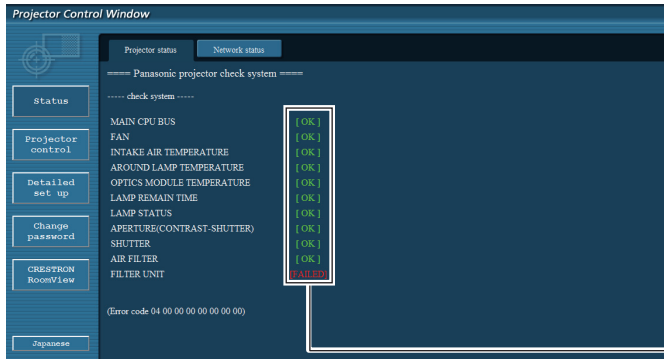 Projector Control Window
Projector status
Network status
==== Panasonic projector check system ====
----- check system -----
MAIN CPU BUS [ OK ]
FAN [ OK ]
INTAKE AIR TEMPERATURE [ OK ]
AROUND LAMP TEMPERATURE [ OK ]
OPTICS MODULE TEMPERATURE [ OK ]
LAMP REMAIN TIME [ OK ]
LAMP STATUS [ OK ]
APERTURE(CONTRAST-SHUTTER) [ OK ]
SHUTTER [ OK ]
AIR FILTER [ OK ]
FILTER UNIT [FAILED]
(Error code 04 00 00 00 00 00 00 00)
Status
Projector
control
Detailed
set up
Change
password
CRESTRON
RoomView
Japanese